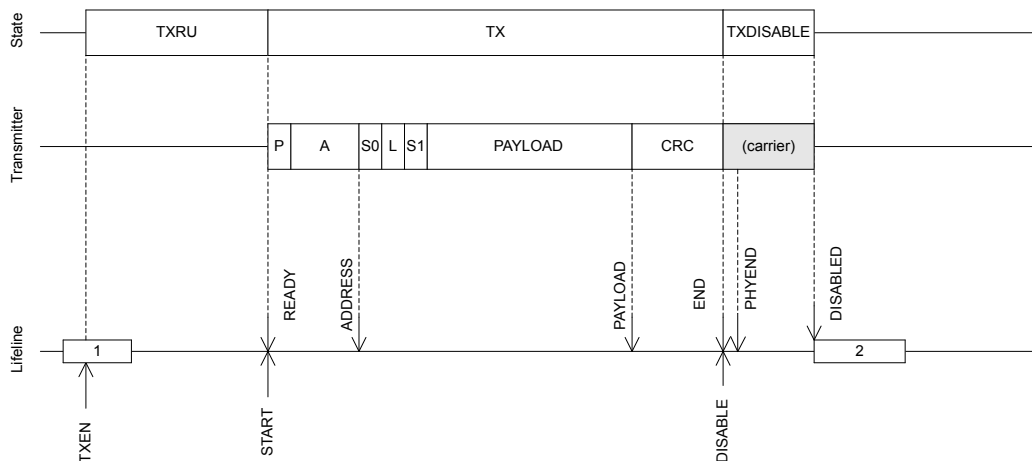 State
TXRU
TX
TXDISABLE
Transmitter
P
A
S0
L
S1
PAYLOAD
CRC
(carrier)
READY
ADDRESS
PAYLOAD
END
PHYEND
DISABLED
Lifeline
1
2
TXEN
START
DISABLE